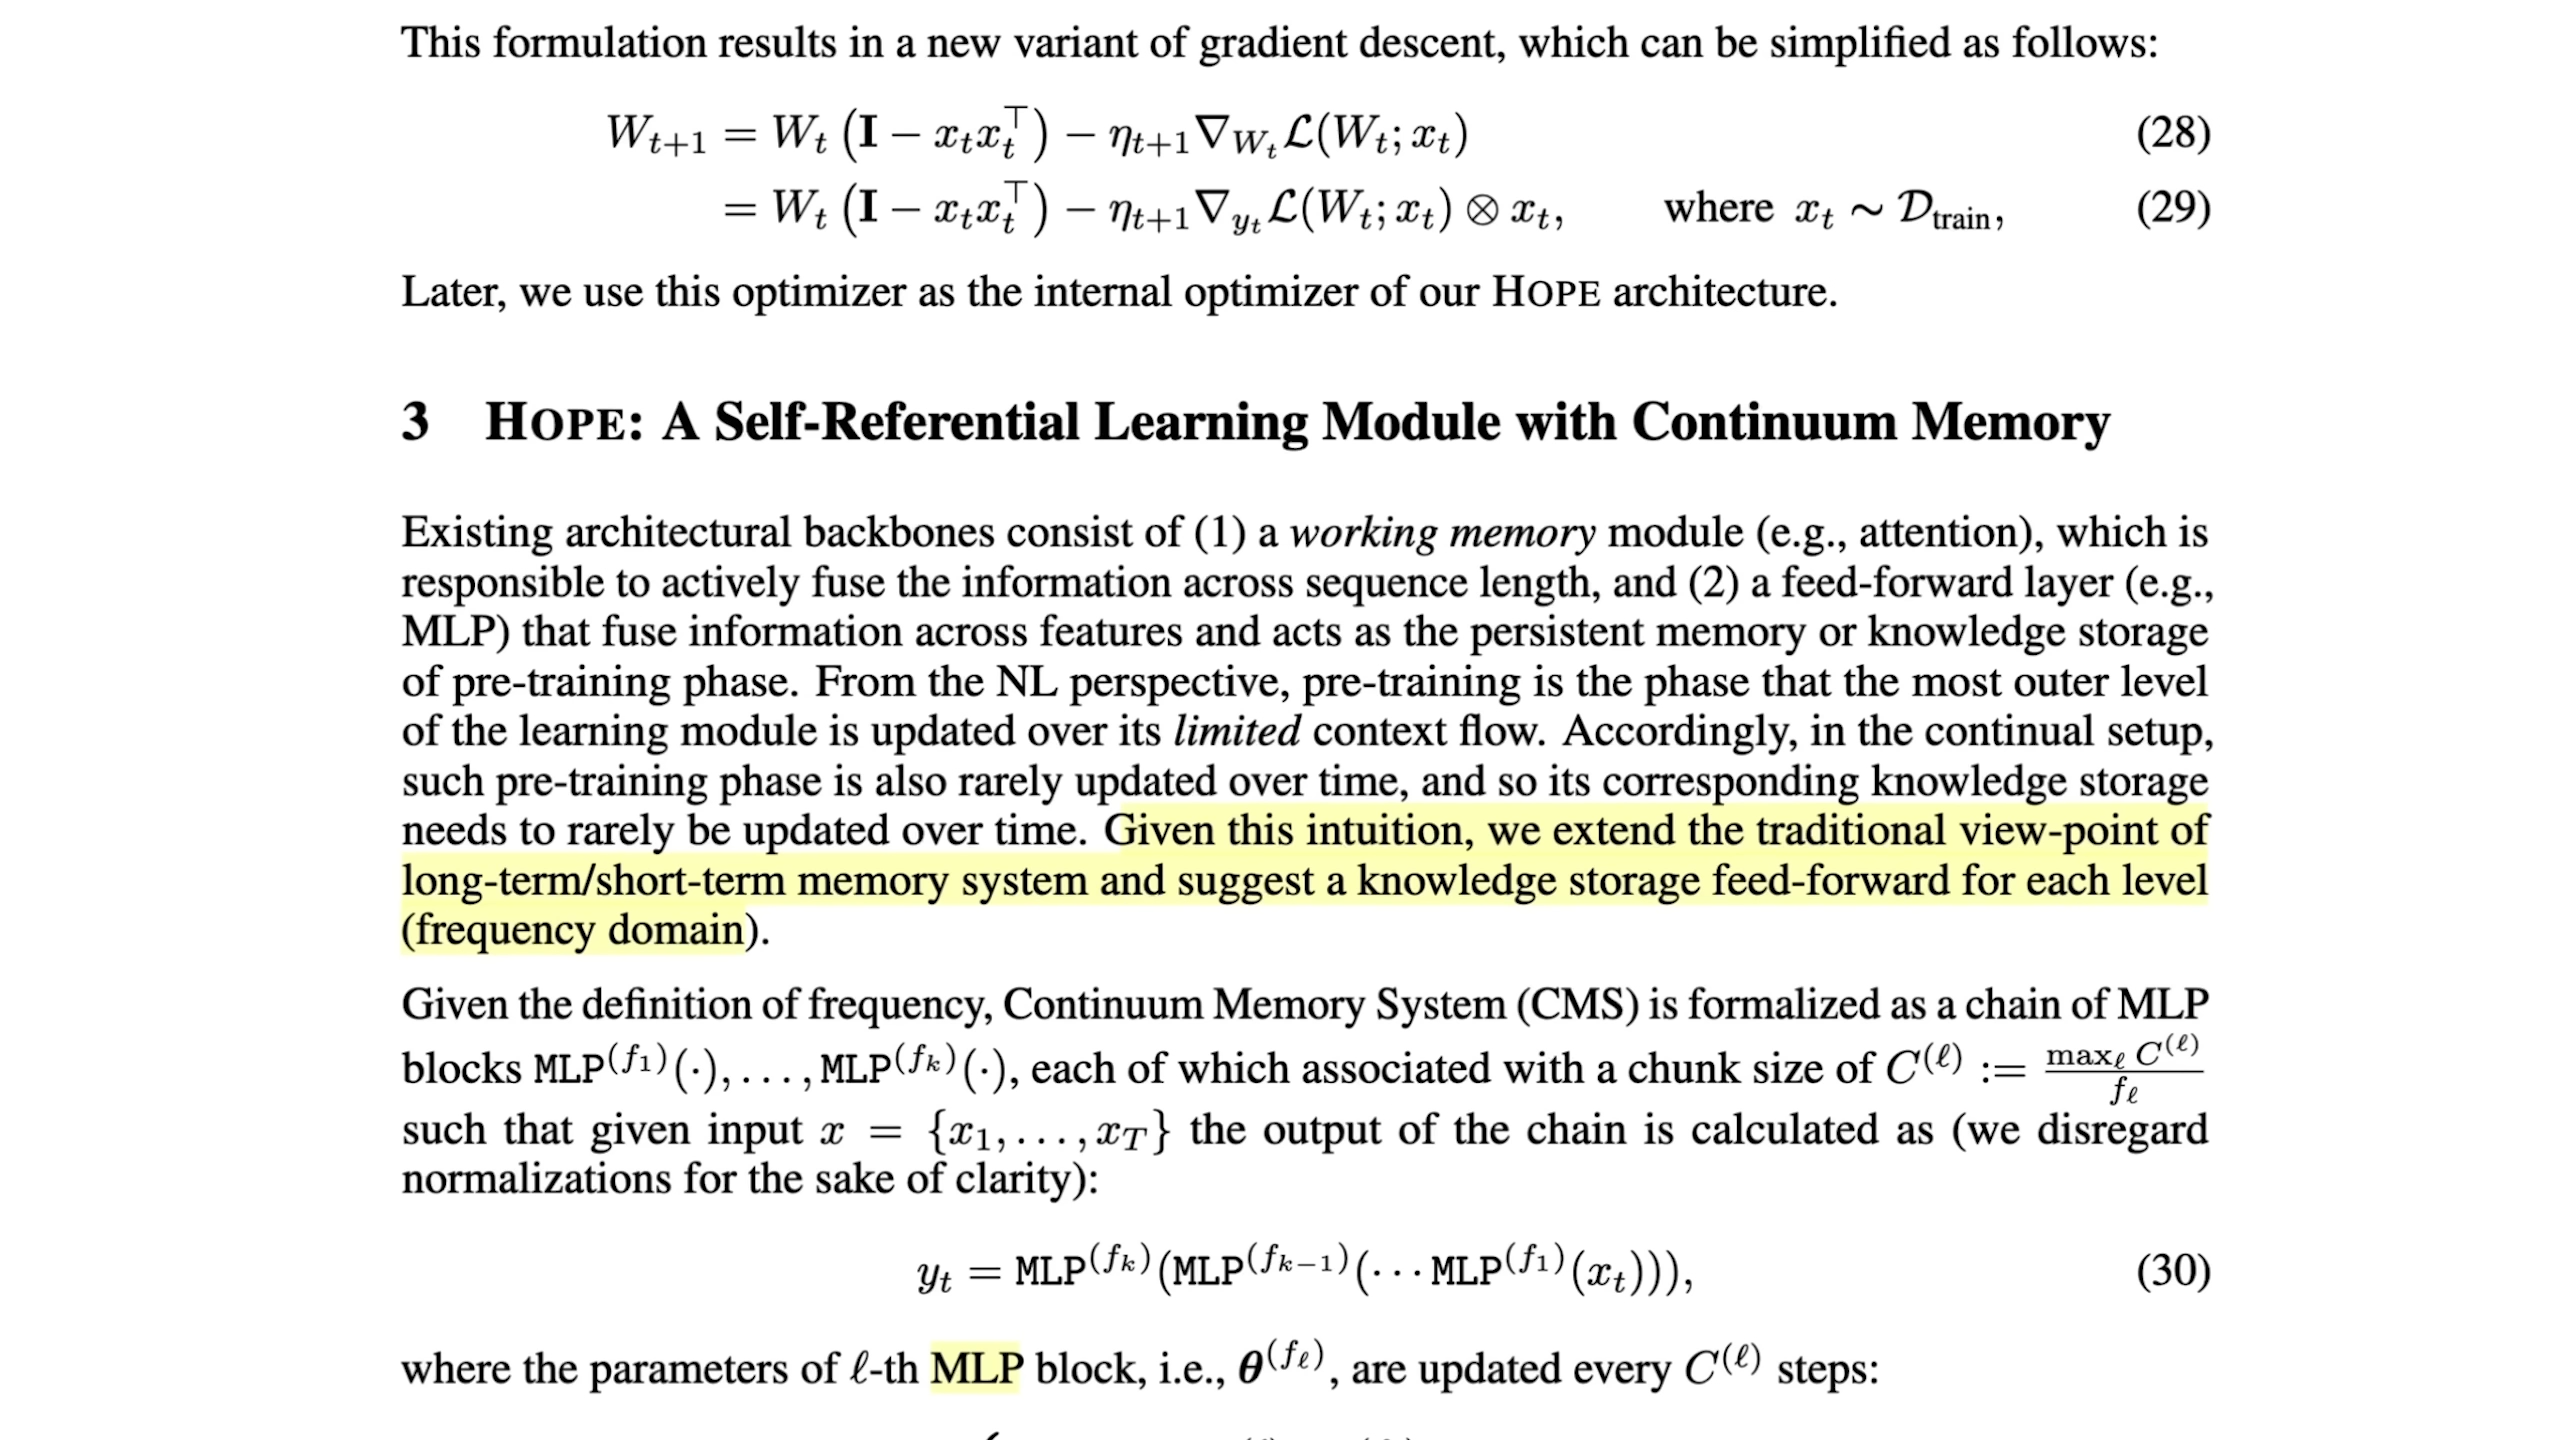 This formulation results in a new variant of gradient descent, which can be simplified as follows:
W_{t+1} = W_t (I − x_t x_t^⊤) − η_{t+1} ∇_{W_t} ℒ(W_t; x_t) (28)
= W_t (I − x_t x_t^⊤) − η_{t+1} ∇_{y_t} ℒ(W_t; x_t) ⊗ x_t, where x_t ∼ 𝒟_train, (29)
Later, we use this optimizer as the internal optimizer of our HOPE architecture.
3 HOPE: A Self-Referential Learning Module with Continuum Memory
Existing architectural backbones consist of (1) a working memory module (e.g., attention), which is
responsible to actively fuse the information across sequence length, and (2) a feed-forward layer (e.g.,
MLP) that fuse information across features and acts as the persistent memory or knowledge storage
of pre-training phase. From the NL perspective, pre-training is the phase that the most outer level
of the learning module is updated over its limited context flow. Accordingly, in the continual setup,
such pre-training phase is also rarely updated over time, and so its corresponding knowledge storage
needs to rarely be updated over time. Given this intuition, we extend the traditional view-point of
long-term/short-term memory system and suggest a knowledge storage feed-forward for each level
(frequency domain).
Given the definition of frequency, Continuum Memory System (CMS) is formalized as a chain of MLP
blocks MLP^{(f_1)}(·), . . . , MLP^{(f_k)}(·), each of which associated with a chunk size of C^{(ℓ)} := max_ℓ C^{(ℓ)} / f_ℓ
such that given input x = {x_1, . . . , x_T} the output of the chain is calculated as (we disregard
normalizations for the sake of clarity):
y_t = MLP^{(f_k)}(MLP^{(f_{k−1})}(· · · MLP^{(f_1)}(x_t))), (30)
where the parameters of ℓ-th MLP block, i.e., θ^{(f_ℓ)}, are updated every C^{(ℓ)} steps: